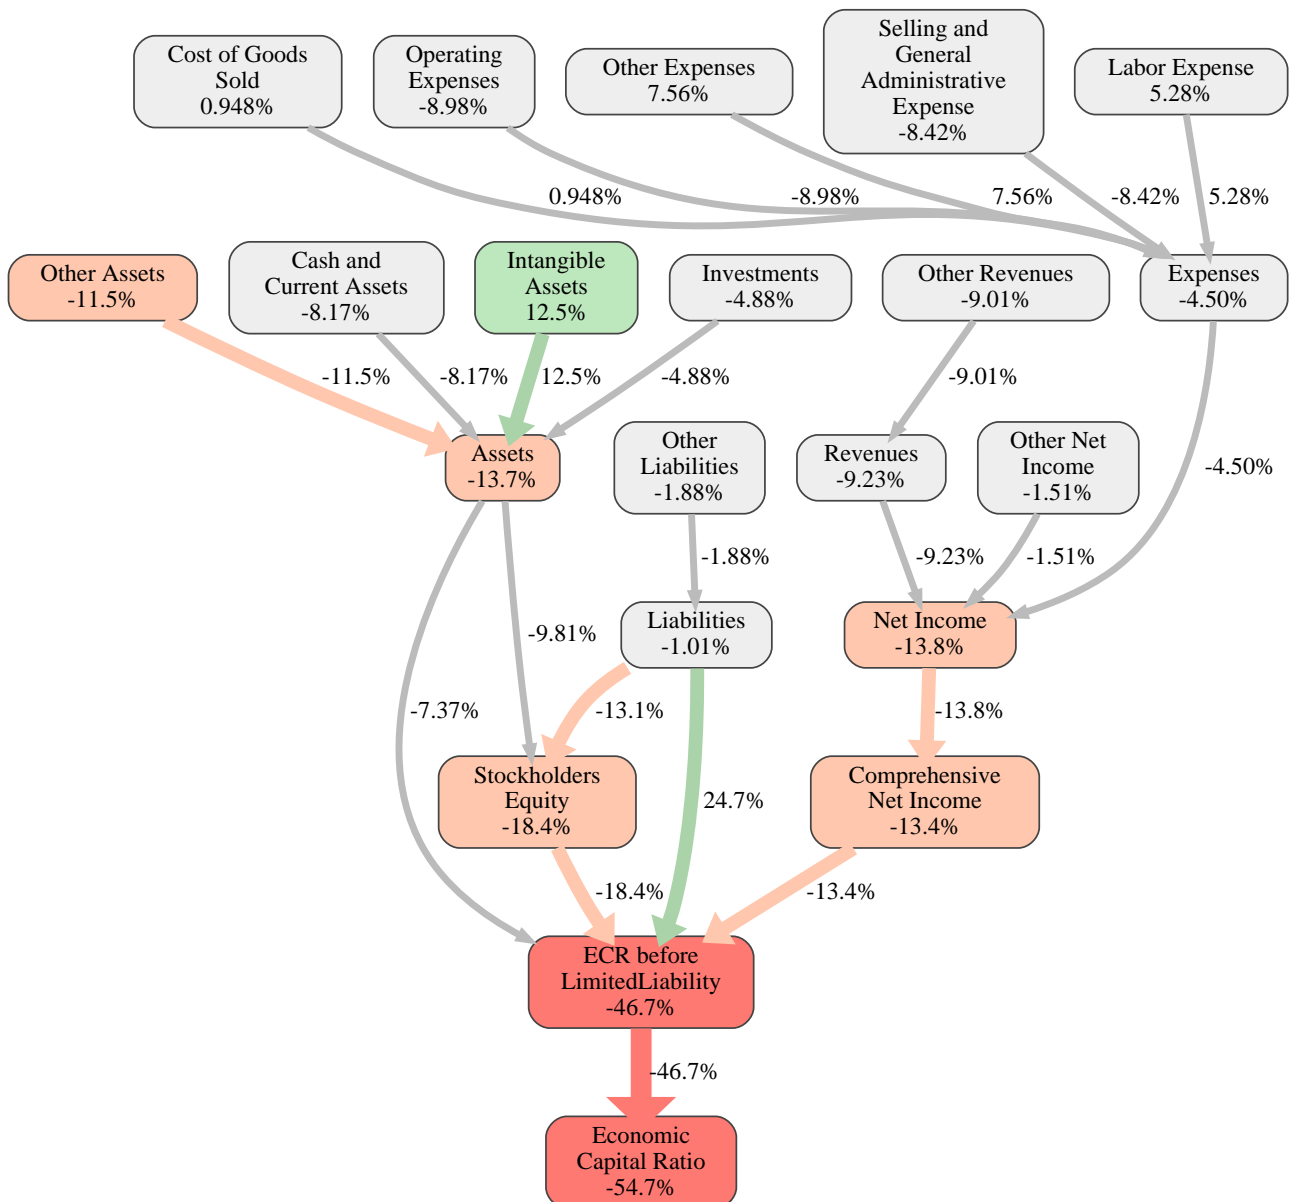 Cost of Goods
Sold
0.948%
Operating
Expenses
-8.98%
Other Expenses
7.56%
Selling and
General
Administrative
Expense
-8.42%
Labor Expense
5.28%
0.948%
-8.98%
7.56%
-8.42%
5.28%
Other Assets
-11.5%
Cash and
Current Assets
-8.17%
Intangible
Assets
12.5%
Investments
-4.88%
Other Revenues
-9.01%
Expenses
-4.50%
-11.5%
-8.17%
12.5%
-4.88%
-9.01%
Assets
-13.7%
Other
Liabilities
-1.88%
Revenues
-9.23%
Other Net
Income
-1.51%
-4.50%
-1.88%
-9.23%
-1.51%
-9.81%
Liabilities
-1.01%
Net Income
-13.8%
-7.37%
-13.1%
-13.8%
Stockholders
Equity
-18.4%
24.7%
Comprehensive
Net Income
-13.4%
-18.4%
-13.4%
ECR before
LimitedLiability
-46.7%
-46.7%
Economic
Capital Ratio
-54.7%